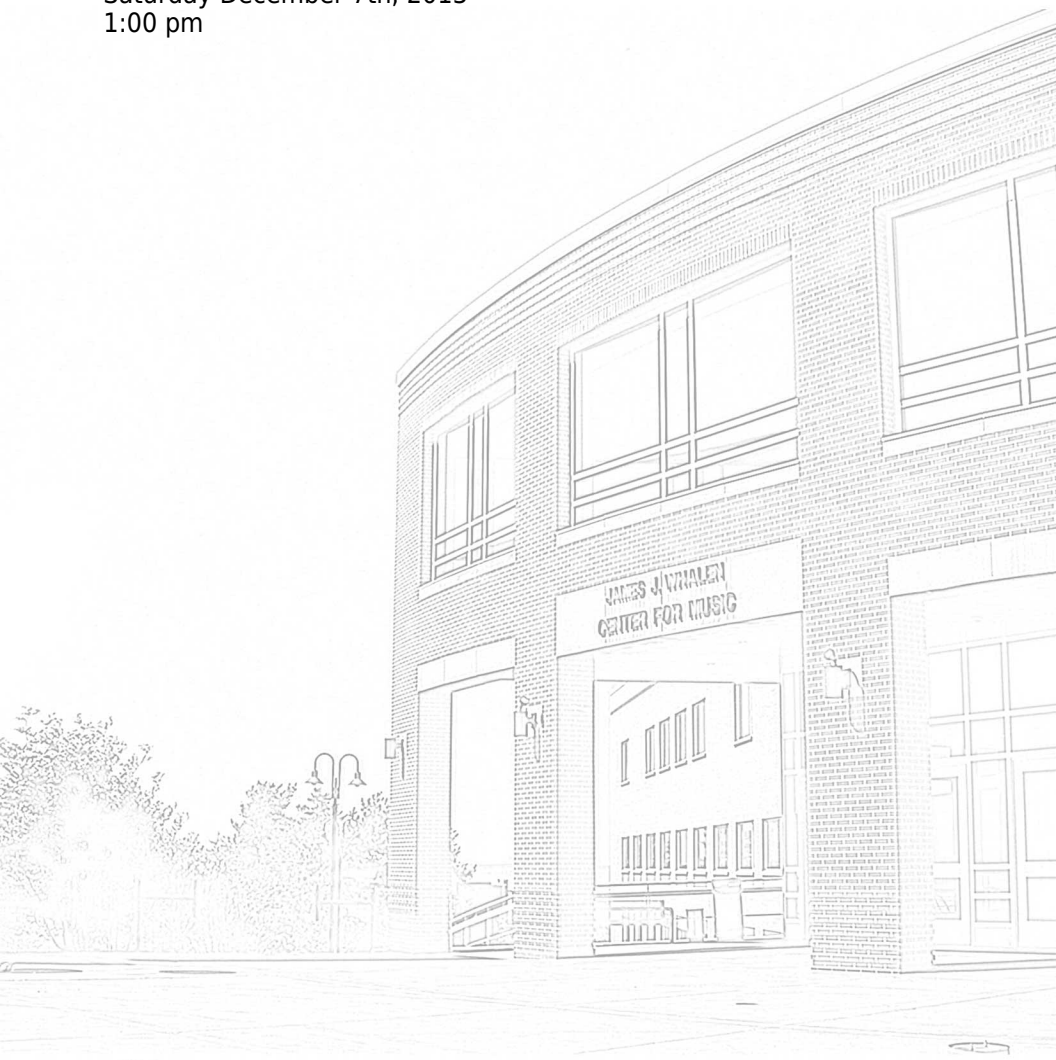 Saturday December 7th, 2013
1:00 pm
JAMES J. WHALEN
CENTER FOR MUSIC